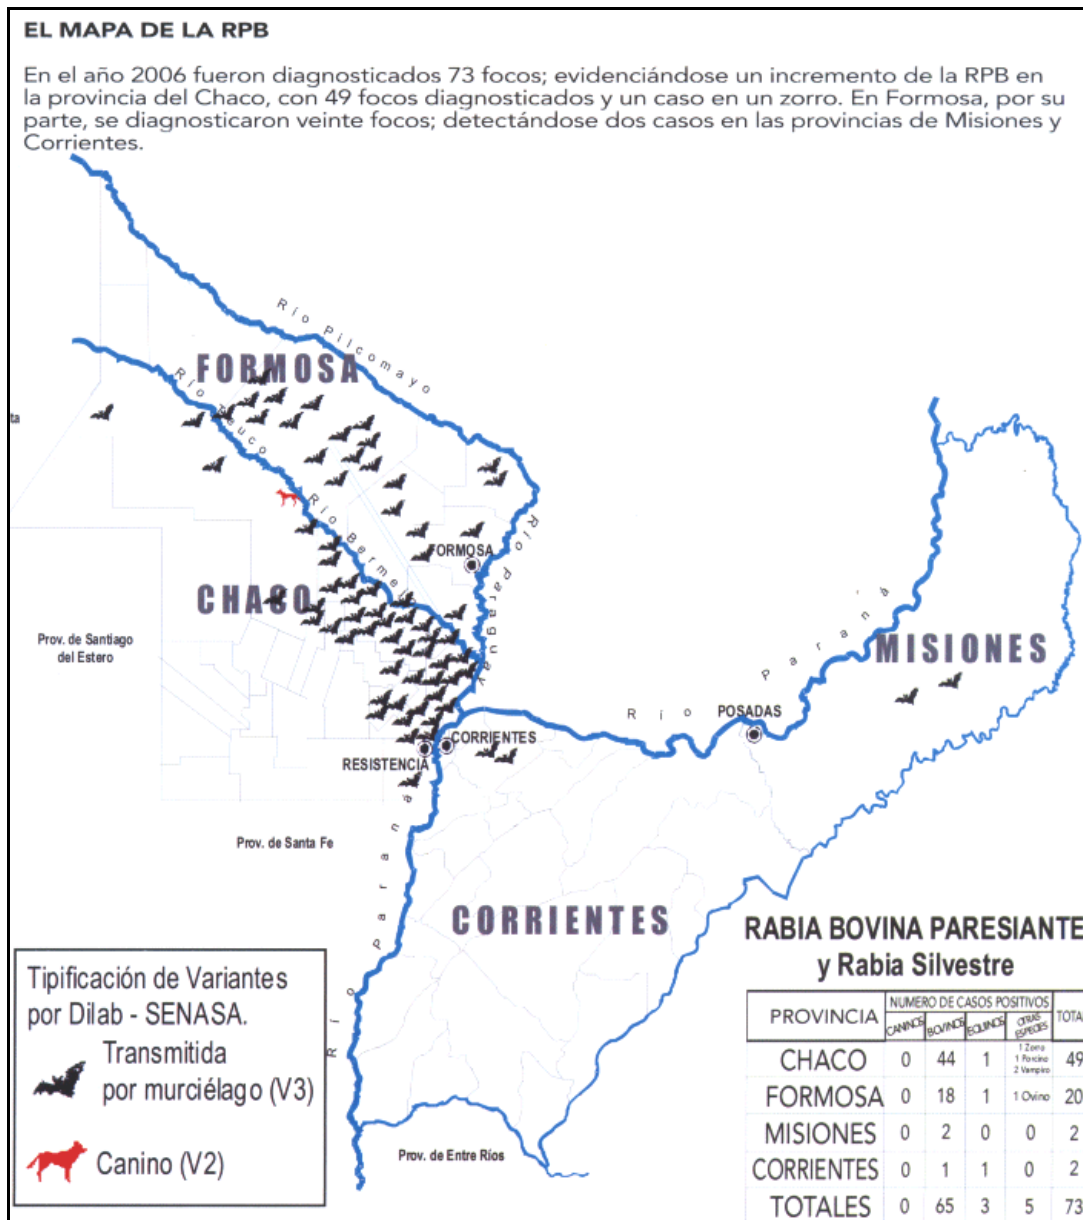 EL MAPA DE LA RPB
En el año 2006 fueron diagnosticados 73 focos; evidenciándose un incremento de la RPB en
la provincia del Chaco, con 49 focos diagnosticados y un caso en un zorro. En Formosa, por su
parte, se diagnosticaron veinte focos; detectándose dos casos en las provincias de Misiones y
Corrientes.
Río Pilcomayo
FORMOSA
Río Teuco
ta
Río Bermejo
FORMOSA
Río Paraguay
CHACO
Prov. de Santiago
del Estero
Paraná
MISIONES
Río
POSADAS
CORRIENTES
RESISTENCIA
Prov. de Santa Fe
Río Paraná
CORRIENTES
Prov. de Entre Ríos
Tipificación de Variantes
por Dilab - SENASA.
Transmitida
por murciélago (V3)
Canino (V2)
RABIA BOVINA PARESIANTE
y Rabia Silvestre
PROVINCIA NUMERO DE CASOS POSITIVOS TOTAL
CANINOS BOVINOS EQUINOS OTRAS ESPECIES
CHACO 0 44 1 1 Zorro 1 Porcino 2 Vampiro 49
FORMOSA 0 18 1 1 Ovino 20
MISIONES 0 2 0 0 2
CORRIENTES 0 1 1 0 2
TOTALES 0 65 3 5 73